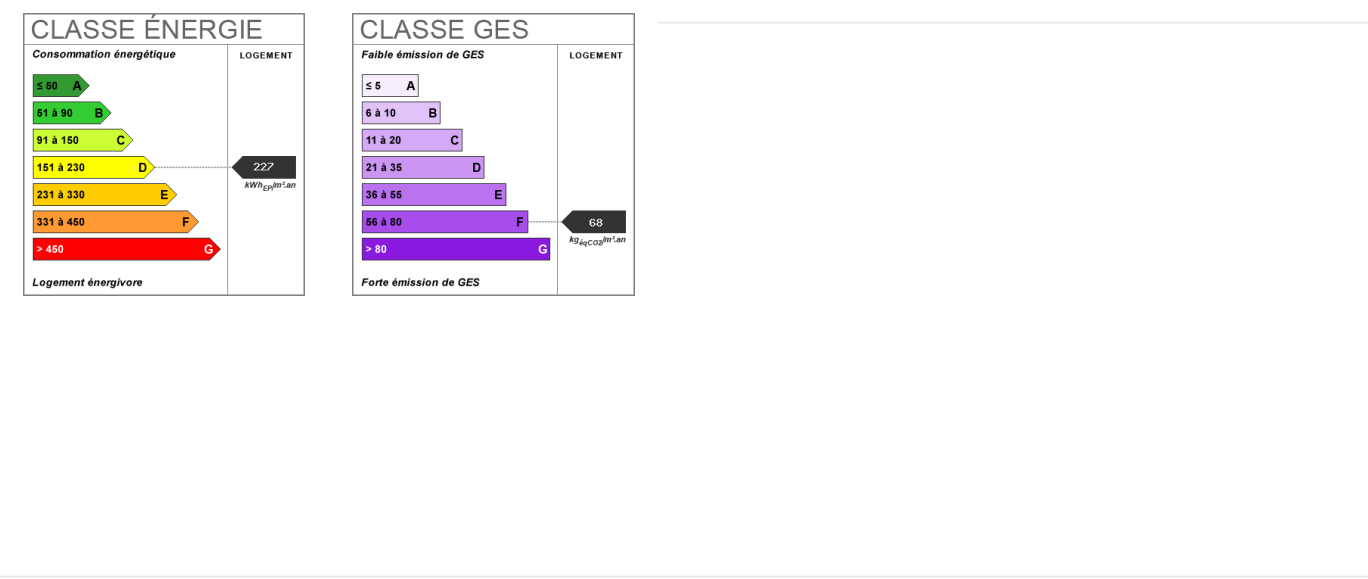 CLASSE ÉNERGIE
Consommation énergétique
LOGEMENT
≤ 50 A
51 à 90 B
91 à 150 C
151 à 230 D
227
kWhEP/m².an
231 à 330 E
331 à 450 F
> 450 G
Logement énergivore
CLASSE GES
Faible émission de GES
LOGEMENT
≤ 5 A
6 à 10 B
11 à 20 C
21 à 35 D
36 à 55 E
56 à 80 F
68
kgéqCO2/m².an
> 80 G
Forte émission de GES